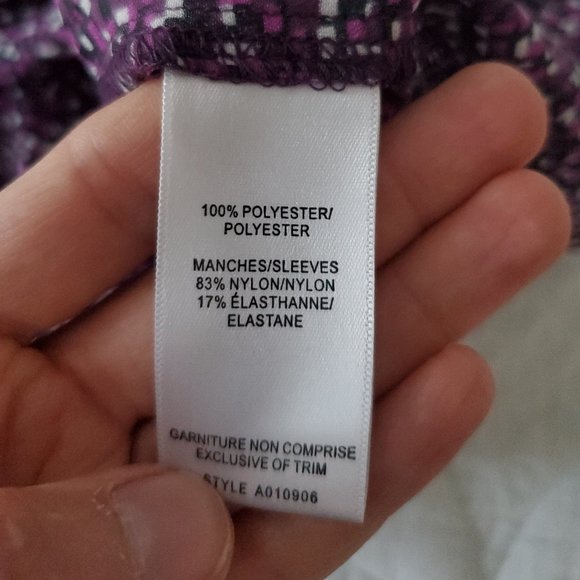 100% POLYESTER/
POLYESTER
MANCHES/SLEEVES
83% NYLON/NYLON
17% ÉLASTHANNE/
ELASTANE
GARNITURE NON COMPRISE
EXCLUSIVE OF TRIM
STYLE A010906